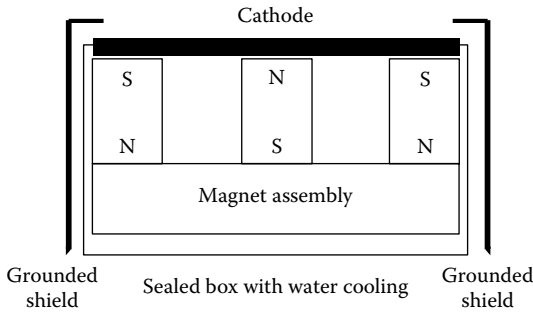 Cathode
S
N
S
N
S
N
Magnet assembly
Grounded
shield
Sealed box with water cooling
Grounded
shield